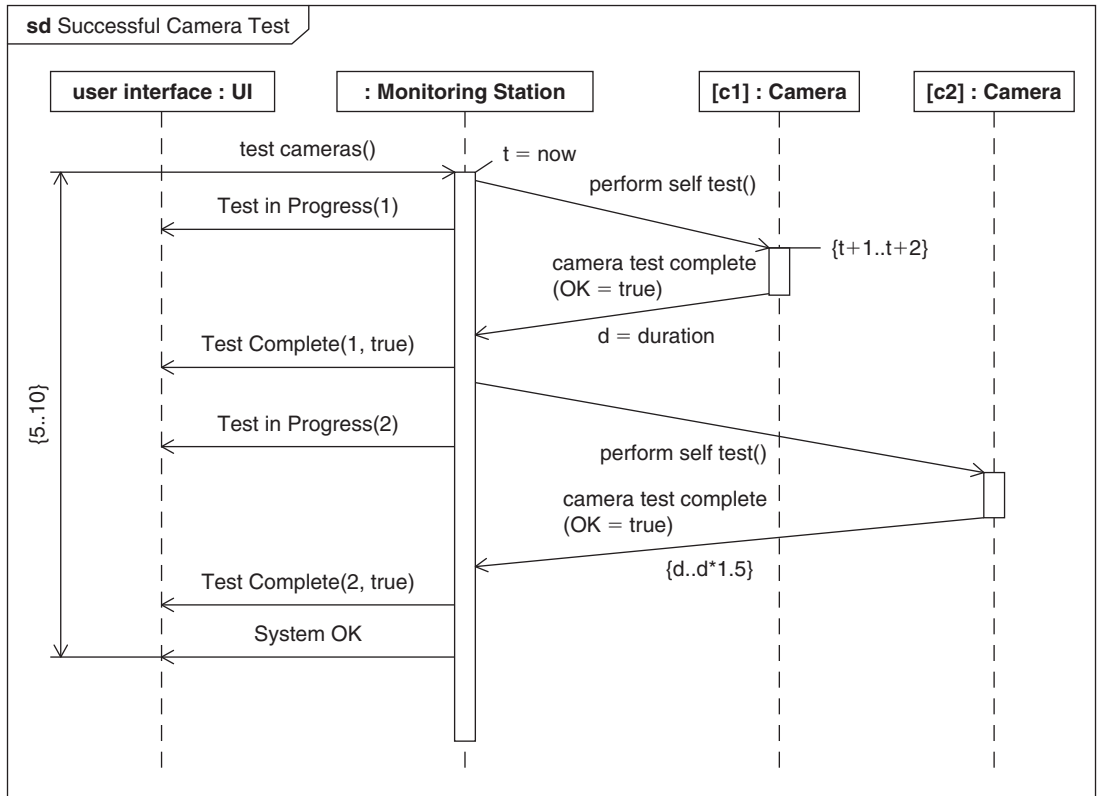 sd Successful Camera Test
user interface : UI
: Monitoring Station
[c1] : Camera
[c2] : Camera
test cameras()
t = now
perform self test()
Test in Progress(1)
{t+1..t+2}
camera test complete
(OK = true)
d = duration
Test Complete(1, true)
{5..10}
Test in Progress(2)
perform self test()
camera test complete
(OK = true)
{d..d*1.5}
Test Complete(2, true)
System OK